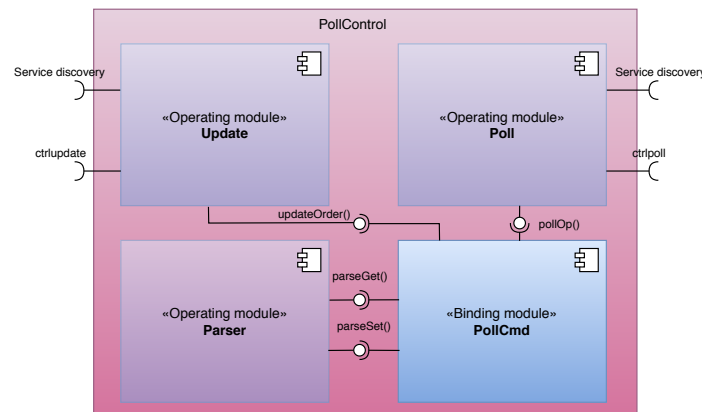 PollControl
Service discovery
Service discovery
«Operating module»
Update
«Operating module»
Poll
ctrlupdate
ctrlpoll
updateOrder()
pollOp()
«Operating module»
Parser
parseGet()
parseSet()
«Binding module»
PollCmd